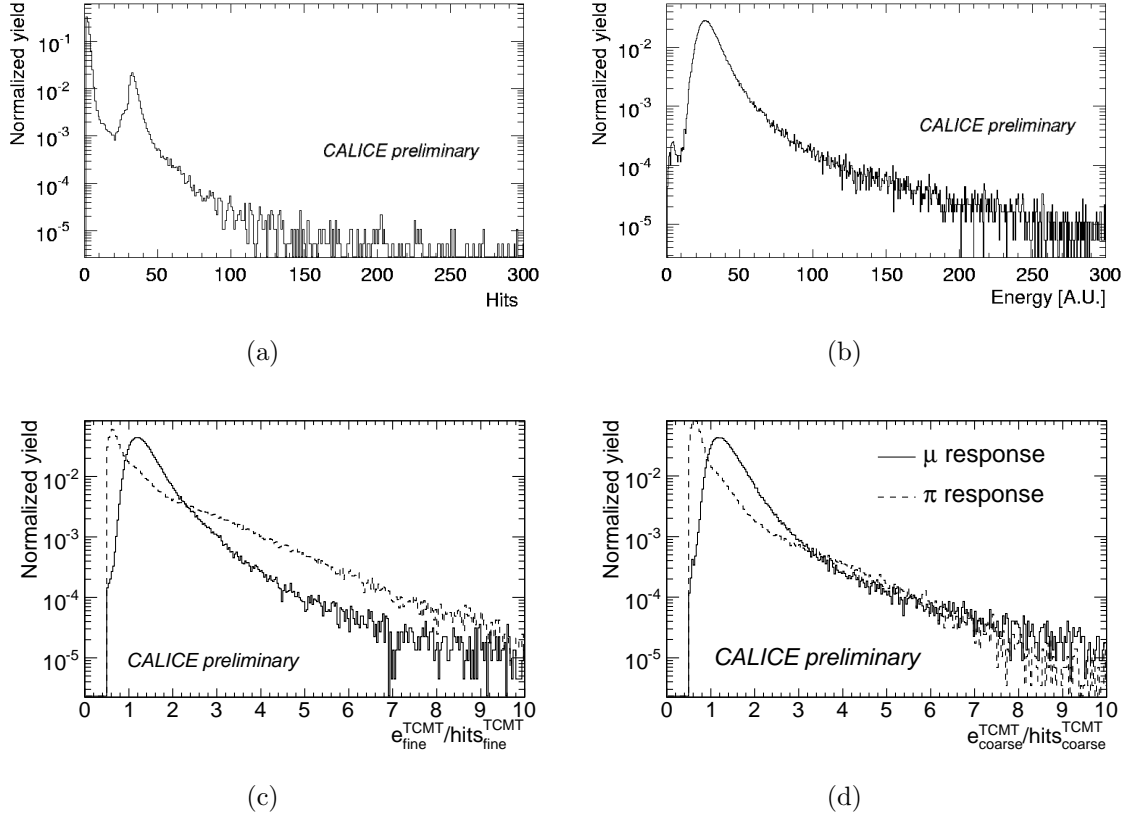 Normalized yield
10^-1
10^-2
10^-3
10^-4
10^-5
CALICE preliminary
0 50 100 150 200 250 300
Hits
(a)
Normalized yield
10^-2
10^-3
10^-4
10^-5
CALICE preliminary
0 50 100 150 200 250 300
Energy [A.U.]
(b)
Normalized yield
10^-2
10^-3
10^-4
10^-5
CALICE preliminary
0 1 2 3 4 5 6 7 8 9 10
e_fine^TCMT/hits_fine^TCMT
(c)
Normalized yield
10^-2
10^-3
10^-4
10^-5
μ response
π response
CALICE preliminary
0 1 2 3 4 5 6 7 8 9 10
e_coarse^TCMT/hits_coarse^TCMT
(d)